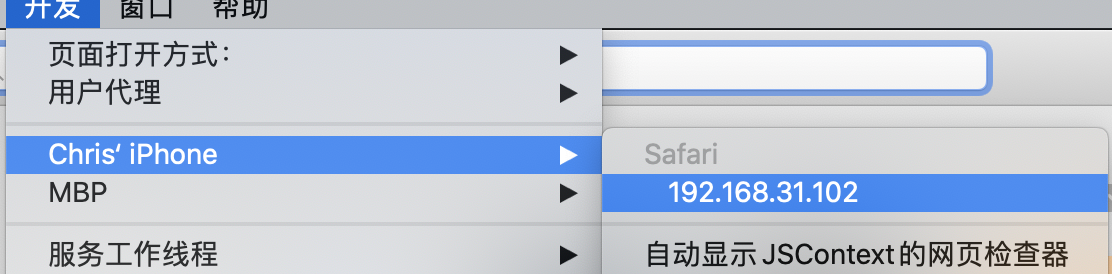 开发 窗口 帮助
页面打开方式：
用户代理
Chris‘ iPhone
Safari
MBP
192.168.31.102
服务工作线程
自动显示 JSContext 的网页检查器